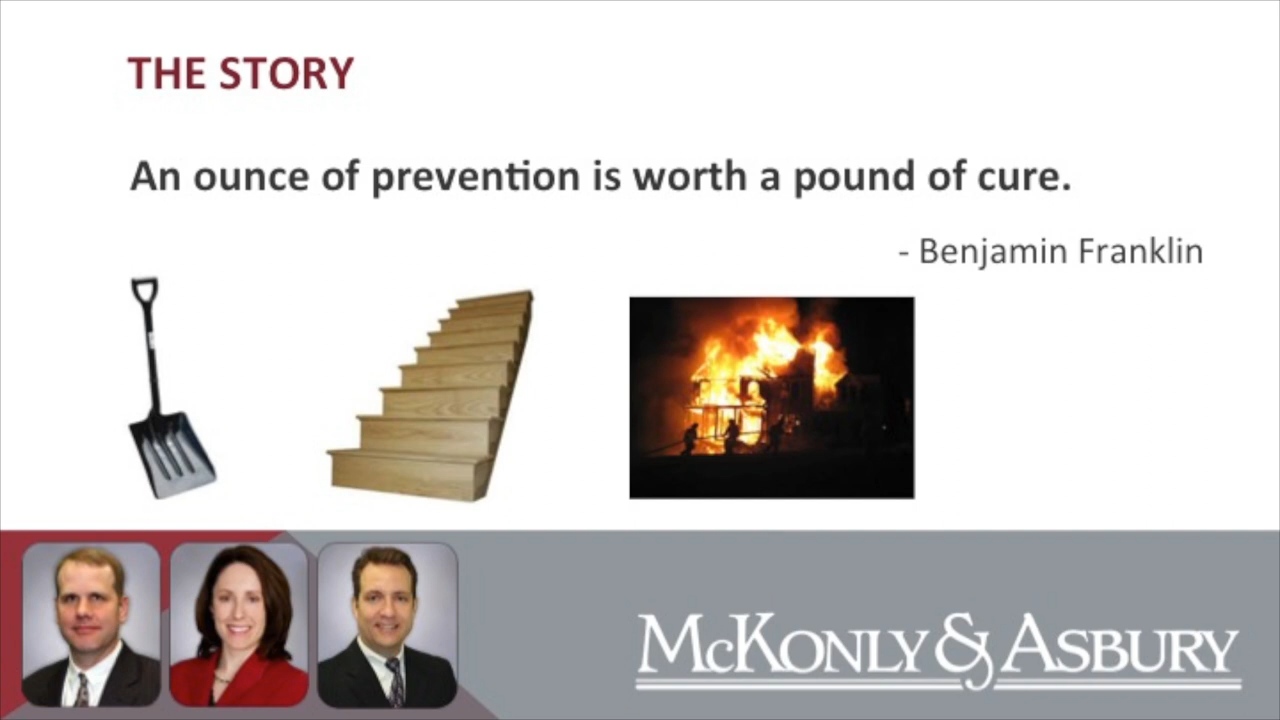 THE STORY
An ounce of prevention is worth a pound of cure.
- Benjamin Franklin
McKonly & Asbury